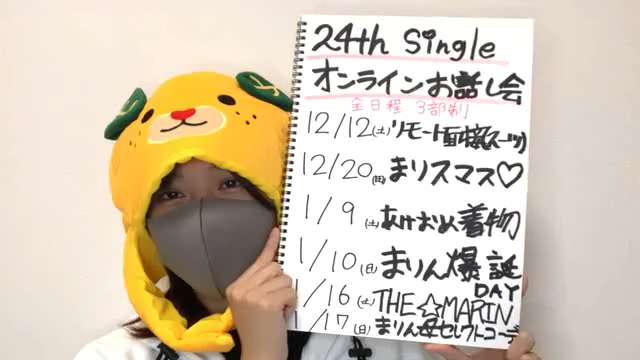 24th Single
オンラインお話し会
全日程 3部制
12/12(土)リモート面接(スーツ)
12/20(日)まりスマス♡
1/9(土)あけおめ着物
1/10(日)まりん爆誕DAY
1/16(土)THE☆MARIN
1/17(日)まりん母セレクトコーデ